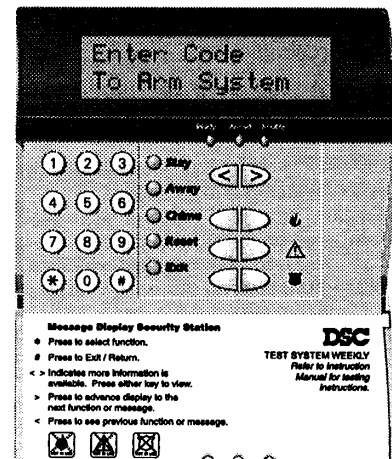 Enter Code
To Arm System
Ready Armed Trouble
1 2 3 Stay
< >
Away
4 5 6
Chime
7 8 9 Reset
* 0 # Exit
Message Display Security Station
* Press to select function.
# Press to Exit / Return.
< > Indicates more information is
available. Press either key to view.
> Press to advance display to the
next function or message.
< Press to see previous function or message.
DSC
TEST SYSTEM WEEKLY
Refer to Instruction
Manual for testing
instructions.